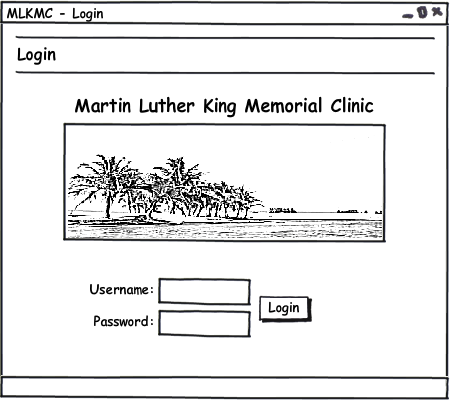 MLKMC - Login
Login
Martin Luther King Memorial Clinic
Username:
Login
Password: